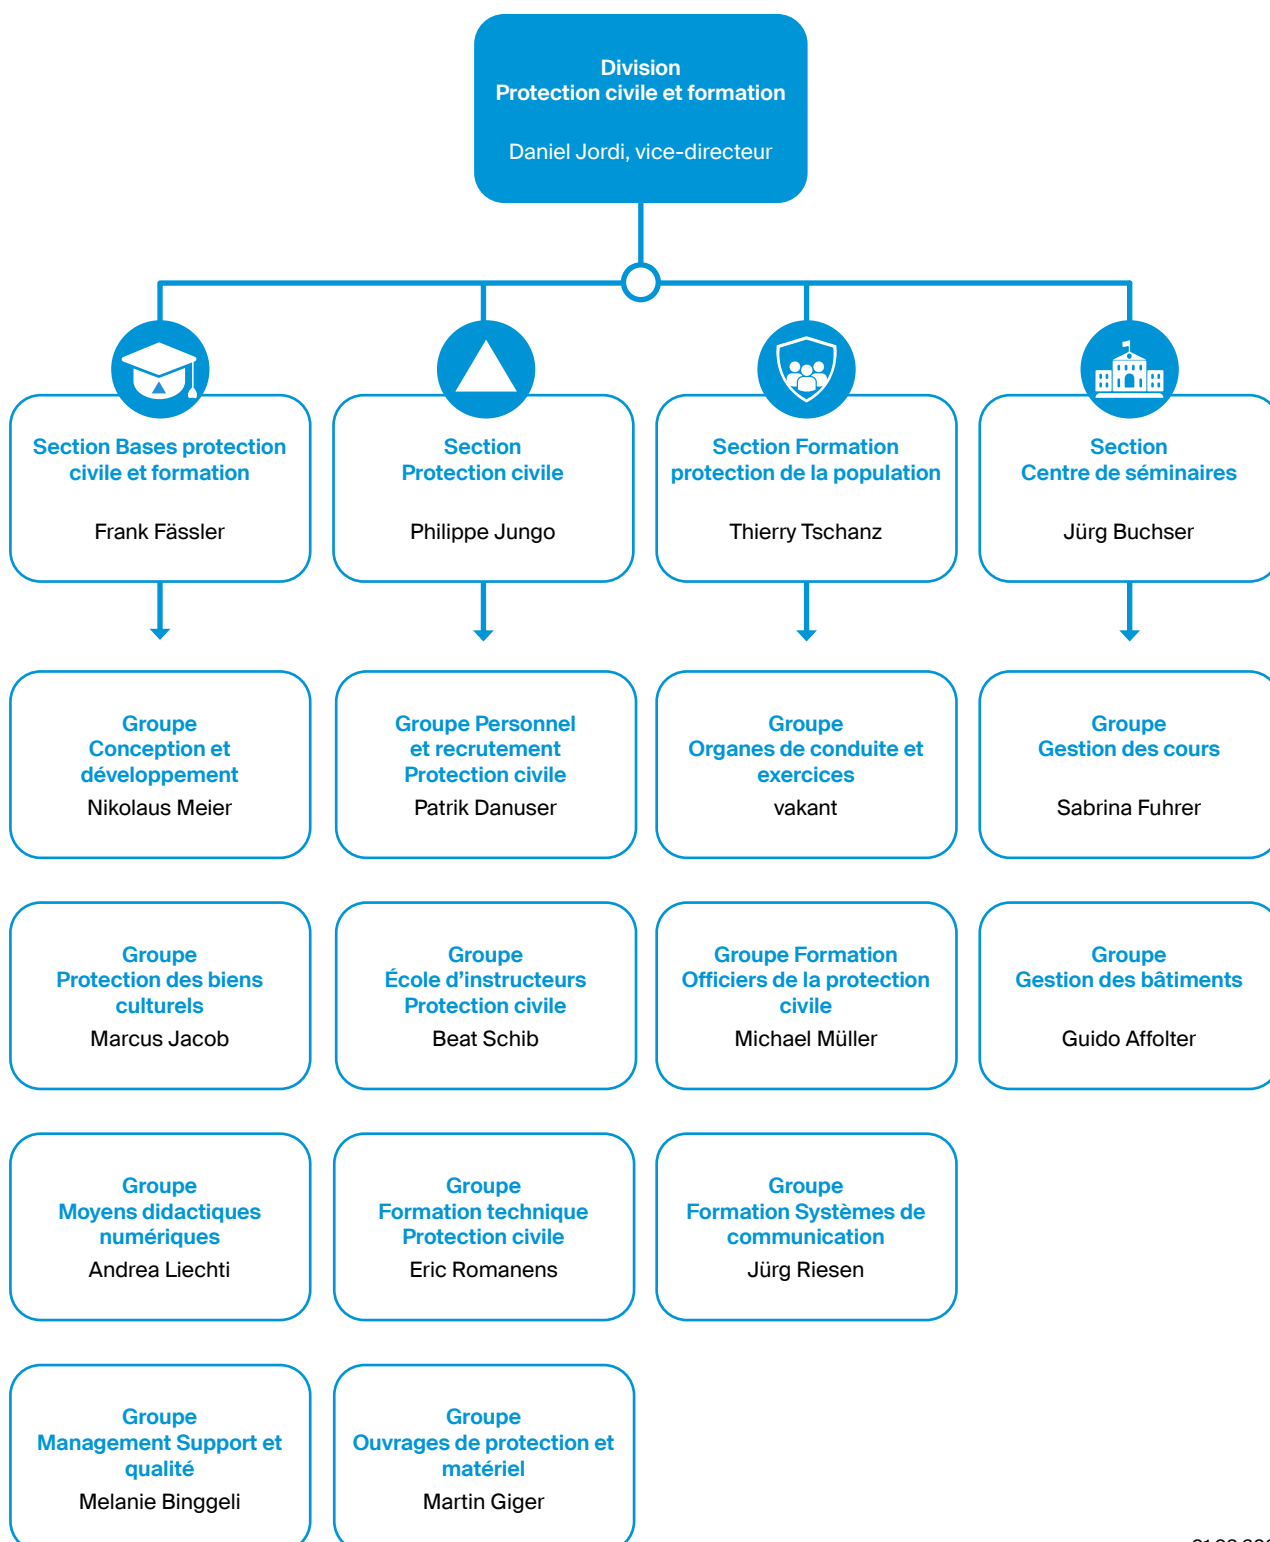 Division
Protection civile et formation
Daniel Jordi, vice-directeur
Section Bases protection
civile et formation
Frank Fässler
Section
Protection civile
Philippe Jungo
Section Formation
protection de la population
Thierry Tschanz
Section
Centre de séminaires
Jürg Buchser
Groupe
Conception et
développement
Nikolaus Meier
Groupe Personnel
et recrutement
Protection civile
Patrik Danuser
Groupe
Organes de conduite et
exercices
vakant
Groupe
Gestion des cours
Sabrina Fuhrer
Groupe
Protection des biens
culturels
Marcus Jacob
Groupe
École d’instructeurs
Protection civile
Beat Schib
Groupe Formation
Officiers de la protection
civile
Michael Müller
Groupe
Gestion des bâtiments
Guido Affolter
Groupe
Moyens didactiques
numériques
Andrea Liechti
Groupe
Formation technique
Protection civile
Eric Romanens
Groupe
Formation Systèmes de
communication
Jürg Riesen
Groupe
Management Support et
qualité
Melanie Binggeli
Groupe
Ouvrages de protection et
matériel
Martin Giger